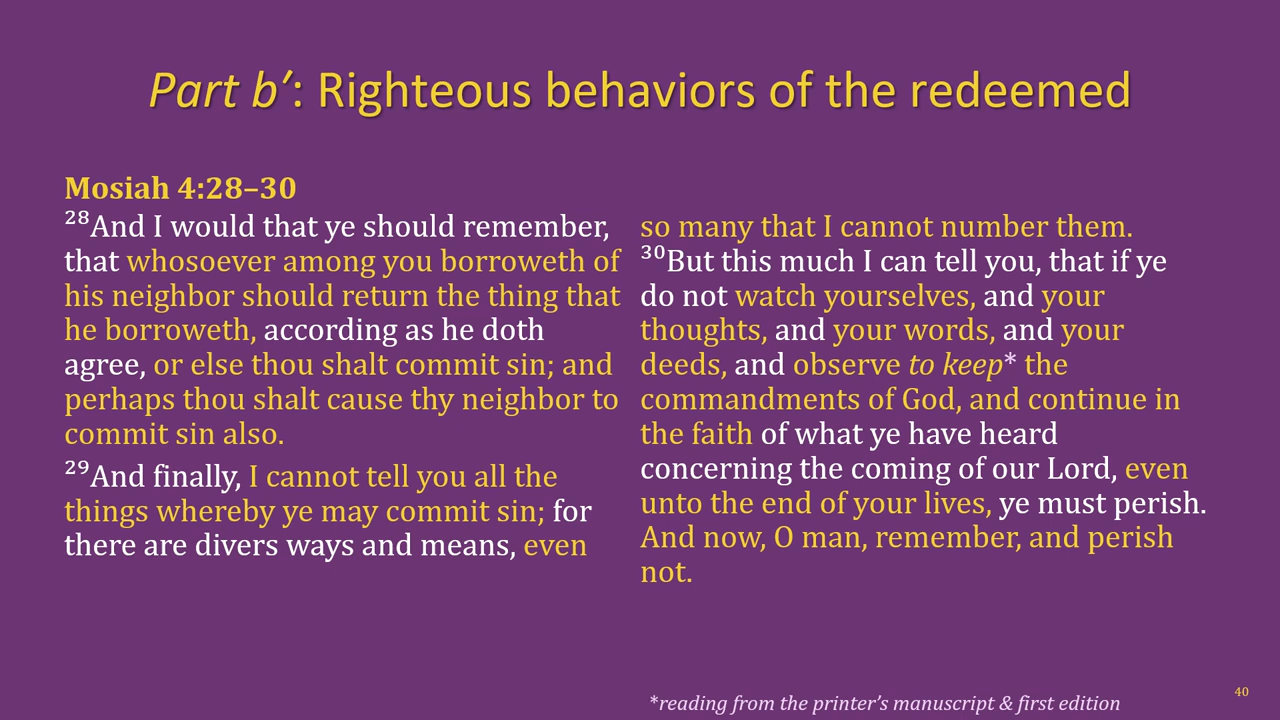 Part b′: Righteous behaviors of the redeemed
Mosiah 4:28–30
²⁸And I would that ye should remember,
that whosoever among you borroweth of
his neighbor should return the thing that
he borroweth, according as he doth
agree, or else thou shalt commit sin; and
perhaps thou shalt cause thy neighbor to
commit sin also.
²⁹And finally, I cannot tell you all the
things whereby ye may commit sin; for
there are divers ways and means, even
so many that I cannot number them.
³⁰But this much I can tell you, that if ye
do not watch yourselves, and your
thoughts, and your words, and your
deeds, and observe to keep* the
commandments of God, and continue in
the faith of what ye have heard
concerning the coming of our Lord, even
unto the end of your lives, ye must perish.
And now, O man, remember, and perish
not.
*reading from the printer’s manuscript & first edition
40